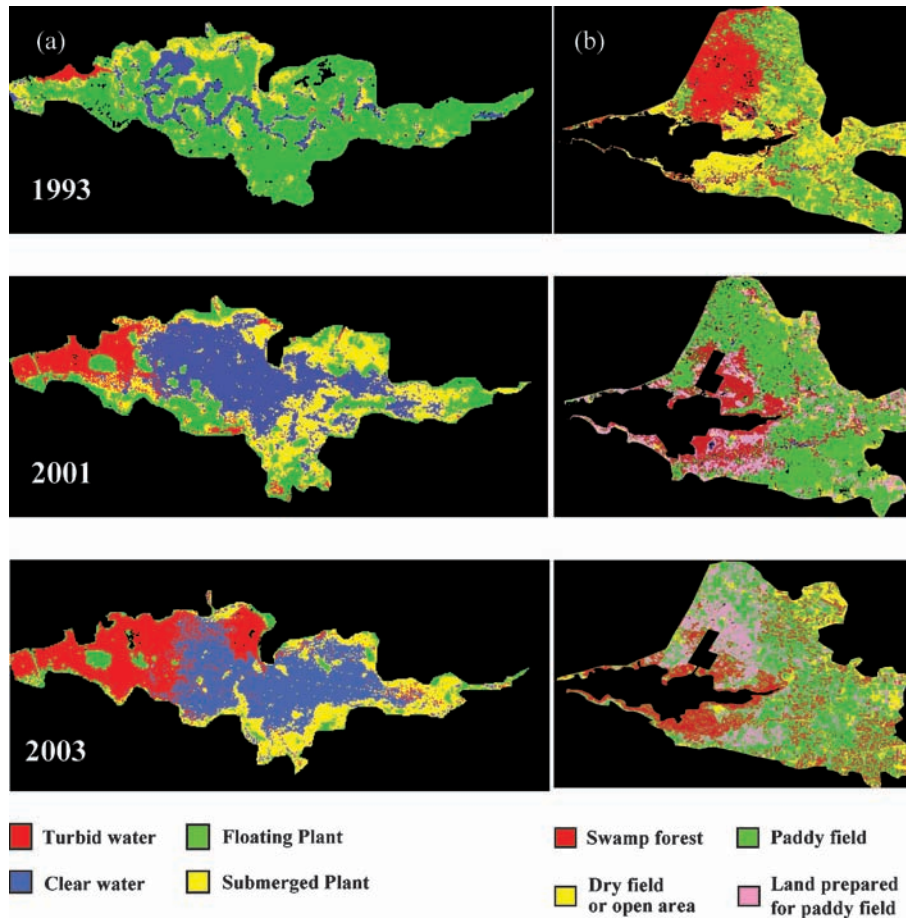 (a)
(b)
1993
2001
2003
Turbid water
Floating Plant
Clear water
Submerged Plant
Swamp forest
Paddy field
Dry field
or open area
Land prepared
for paddy field